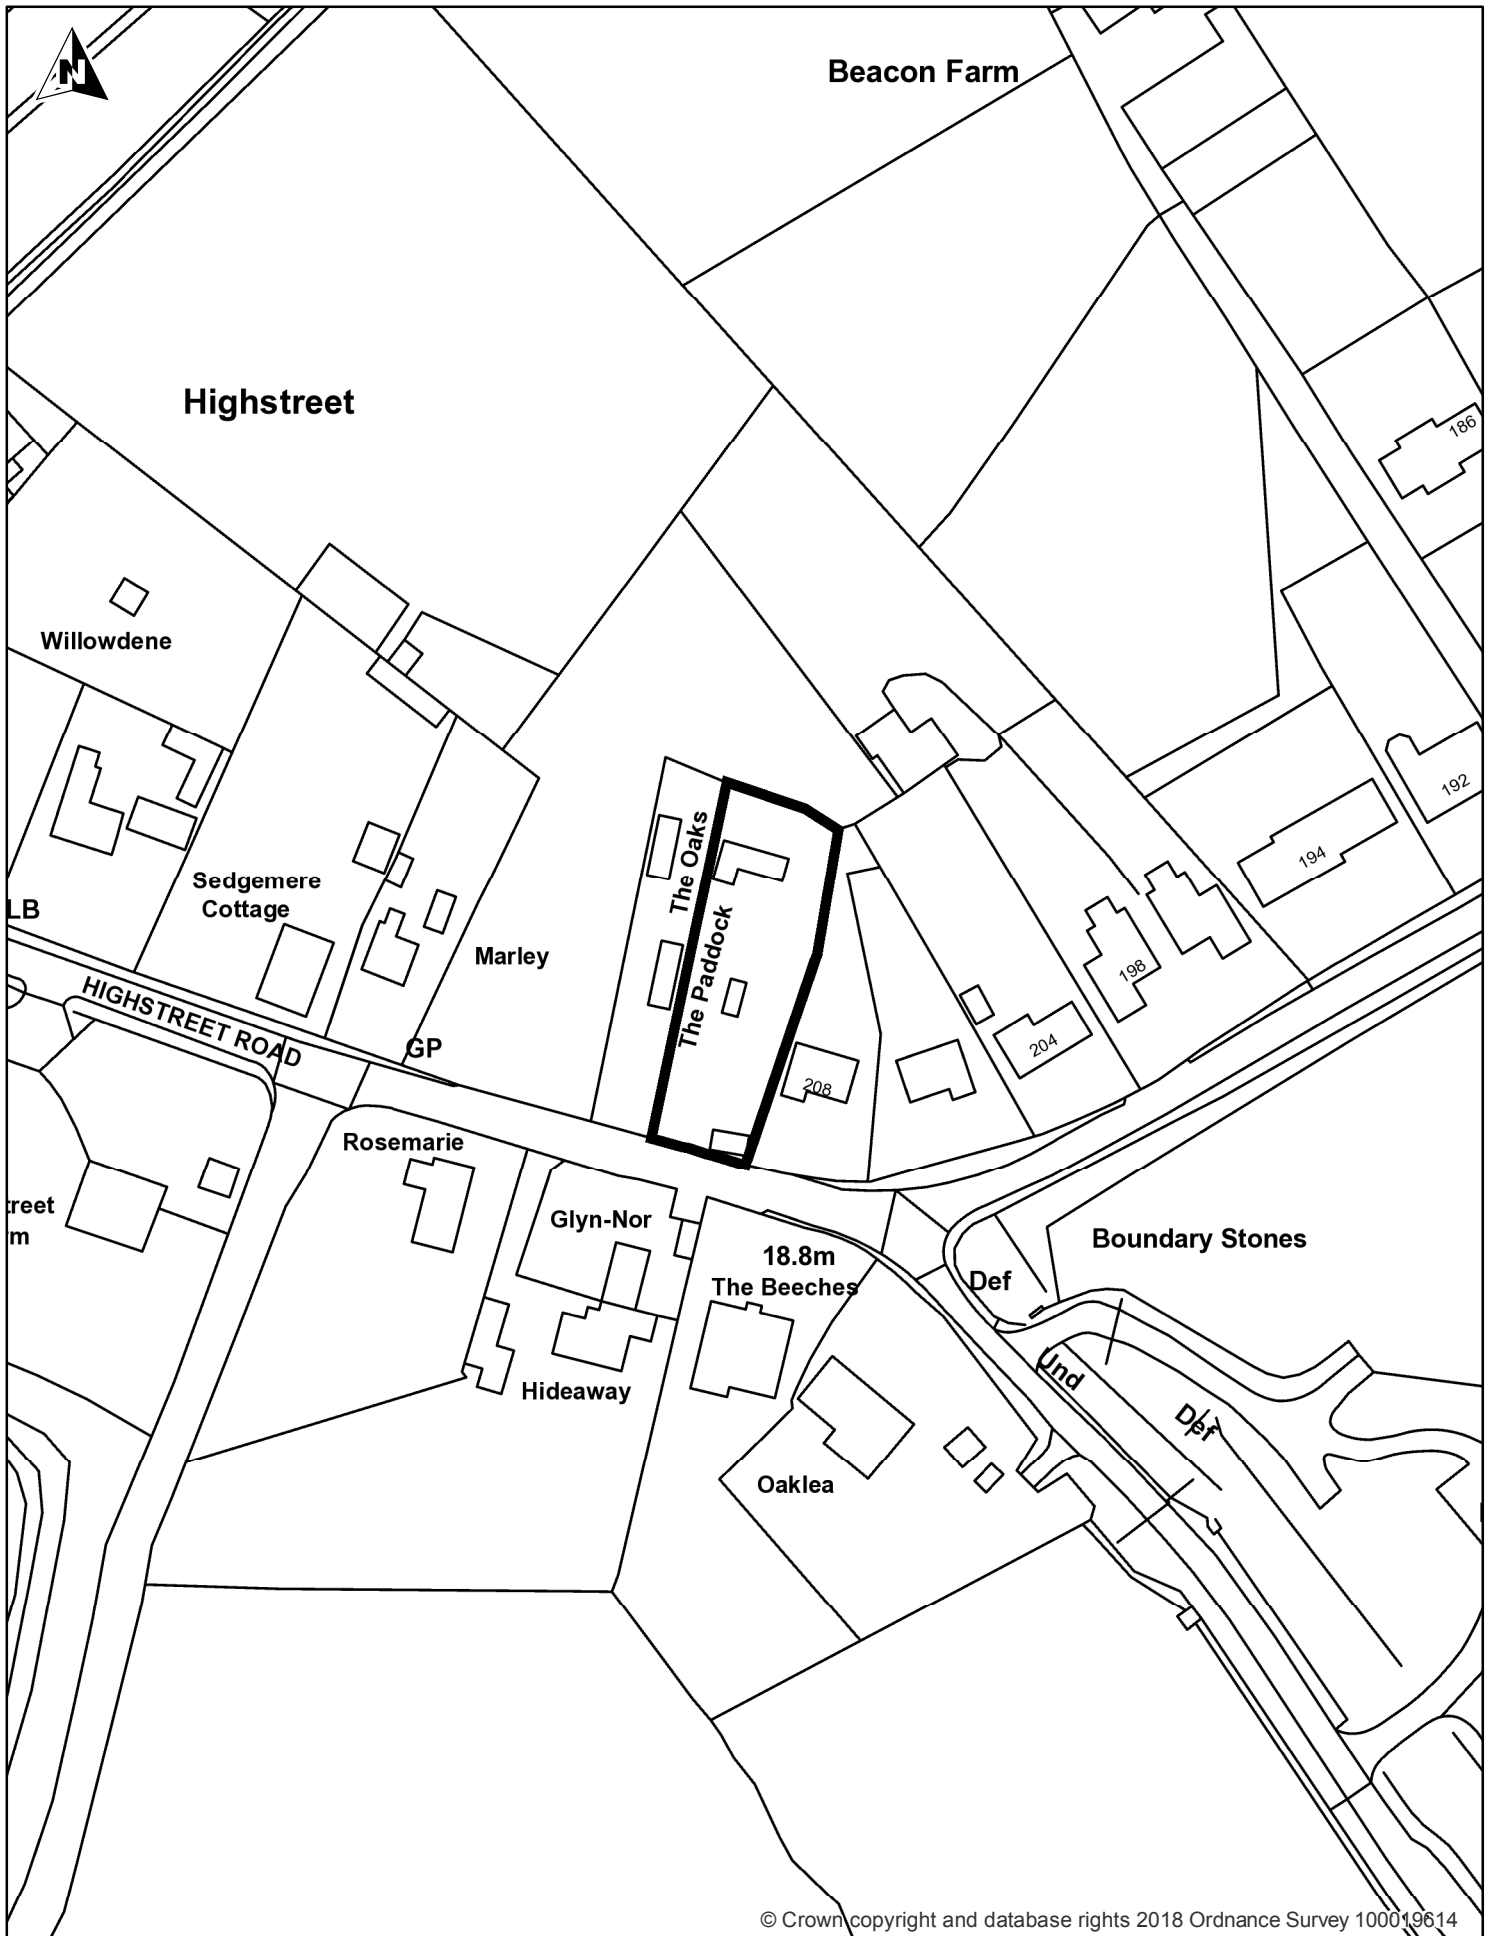 N
Beacon Farm
Highstreet
186
Willowdene
192
194
The Oaks
Sedgemere
Cottage
LB
The Paddock
Marley
198
HIGHSTREET ROAD
GP
204
208
Rosemarie
treet
m
Glyn-Nor
18.8m
The Beeches
Boundary Stones
Def
Und
Hideaway
Def
Oaklea
© Crown copyright and database rights 2018 Ordnance Survey 100019614